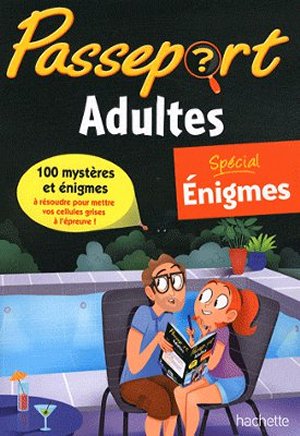 Passeport
Adultes
Spécial
Énigmes
100 mystères
et énigmes
à résoudre pour mettre
vos cellules grises
à l'épreuve !
hachette